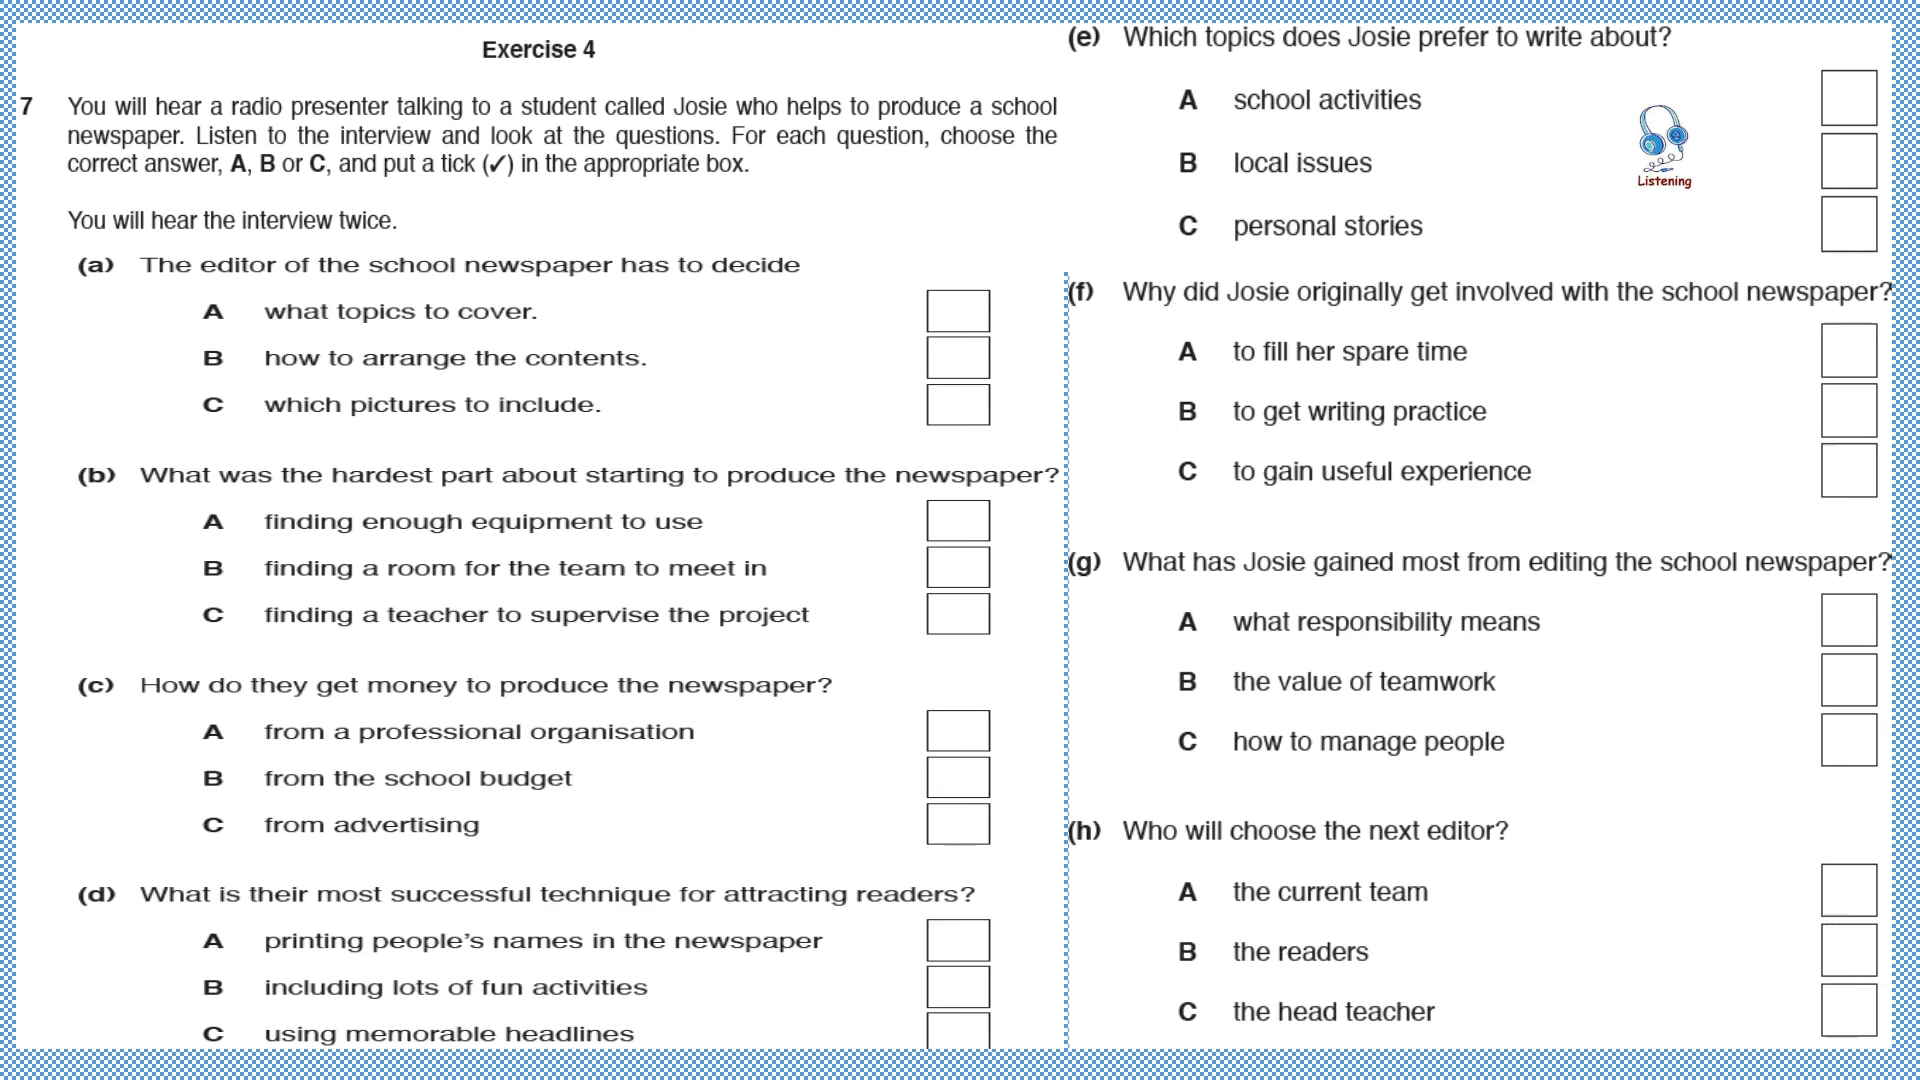 Exercise 4
7 You will hear a radio presenter talking to a student called Josie who helps to produce a school
newspaper. Listen to the interview and look at the questions. For each question, choose the
correct answer, A, B or C, and put a tick (✓) in the appropriate box.
You will hear the interview twice.
(a) The editor of the school newspaper has to decide
A what topics to cover.
B how to arrange the contents.
C which pictures to include.
(b) What was the hardest part about starting to produce the newspaper?
A finding enough equipment to use
B finding a room for the team to meet in
C finding a teacher to supervise the project
(c) How do they get money to produce the newspaper?
A from a professional organisation
B from the school budget
C from advertising
(d) What is their most successful technique for attracting readers?
A printing people’s names in the newspaper
B including lots of fun activities
C using memorable headlines
(e) Which topics does Josie prefer to write about?
A school activities
B local issues
C personal stories
Listening
(f) Why did Josie originally get involved with the school newspaper?
A to fill her spare time
B to get writing practice
C to gain useful experience
(g) What has Josie gained most from editing the school newspaper?
A what responsibility means
B the value of teamwork
C how to manage people
(h) Who will choose the next editor?
A the current team
B the readers
C the head teacher